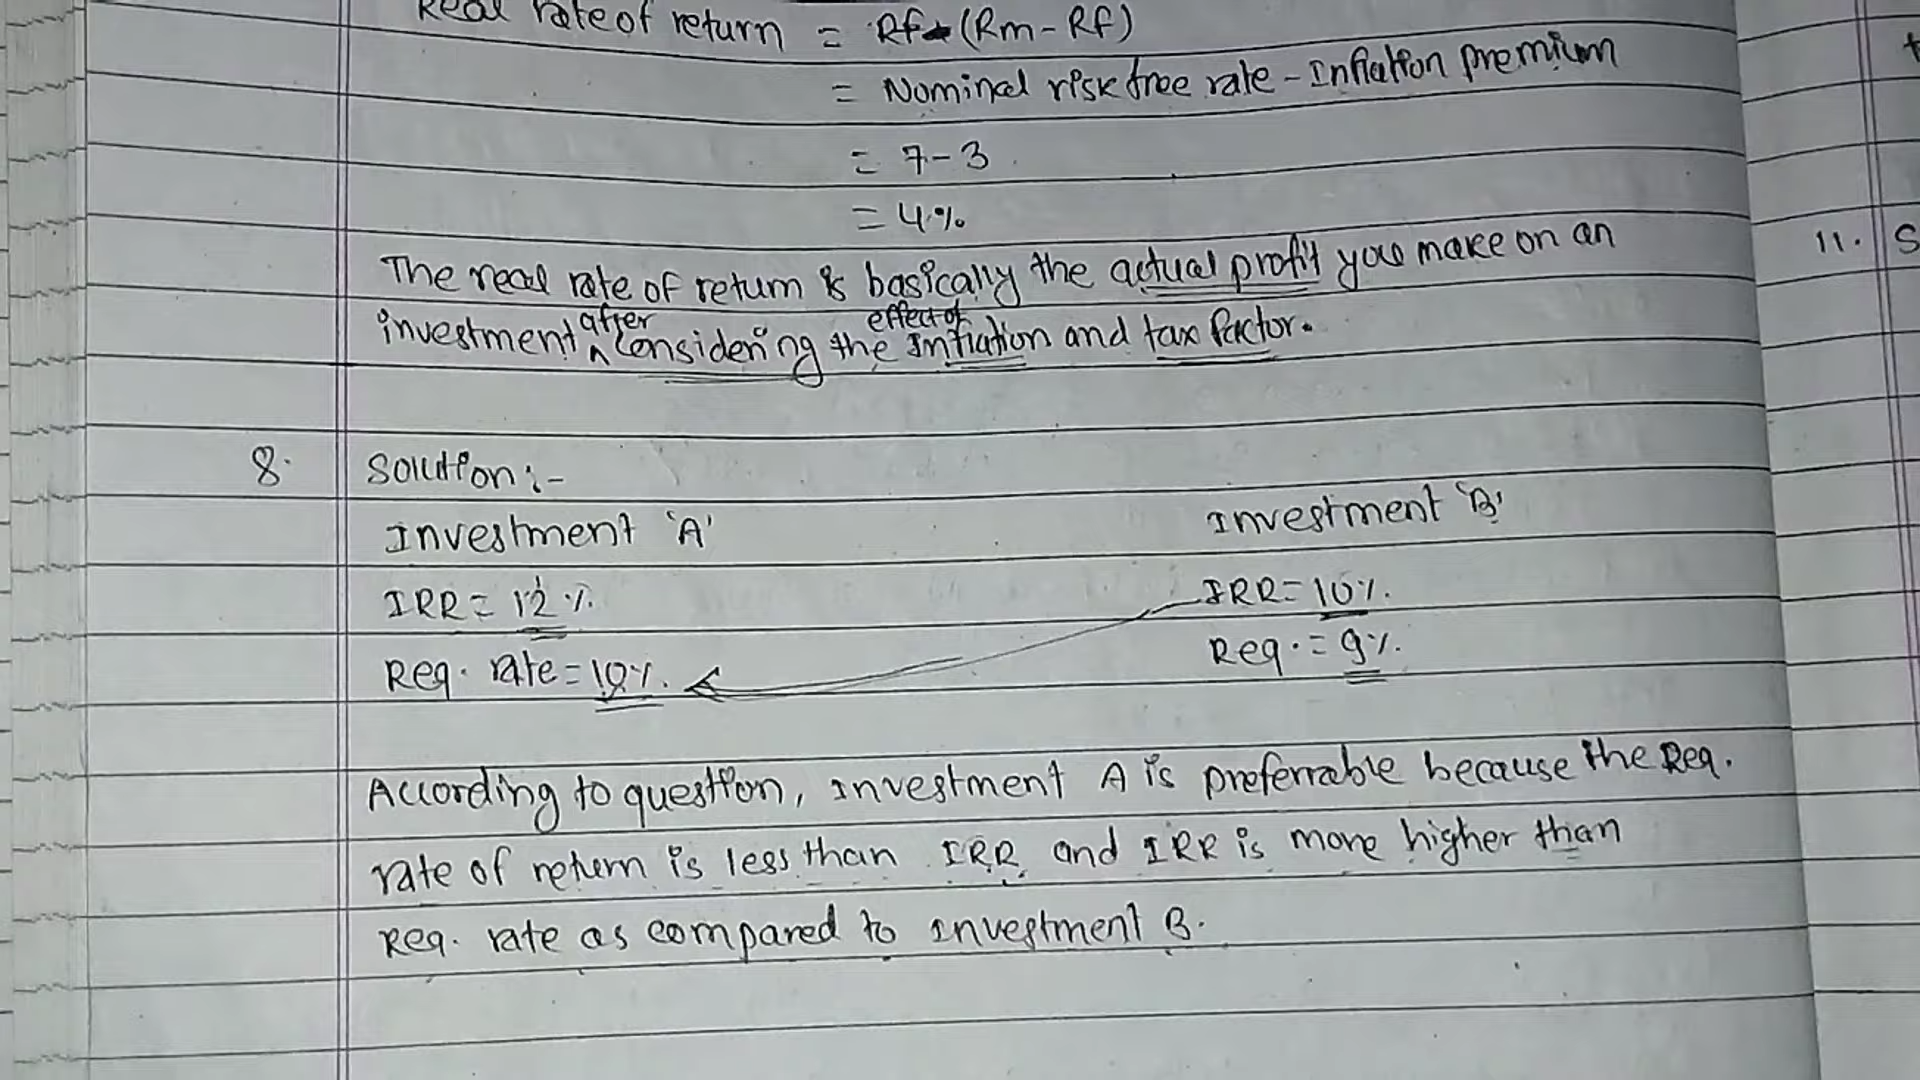 Real rate of return = Rf - (Rm - Rf)
= Nominal risk free rate - Inflation premium
= 7 - 3
= 4%
The real rate of return is basically the actual profit you make on an
investment after considering the effect of Inflation and tax factor.
8. Solution :-
Investment 'A' Investment 'B'
IRR = 12% IRR = 10%.
Req. rate = 10%. Req. = 9%.
According to question, Investment A is preferrable because the Req.
rate of return is less than IRR and IRR is more higher than
Req. rate as compared to Investment B.
11. S